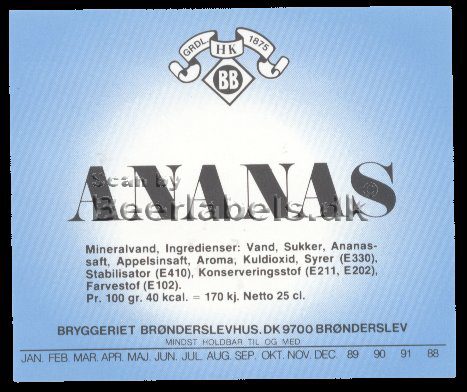 GRDL. HK 1875
BB
ANANAS
Scan by
Beerlabels.dk
Mineralvand, Ingredienser: Vand, Sukker, Ananas-
saft, Appelsinsaft, Aroma, Kuldioxid, Syrer (E330),
Stabilisator (E410), Konserveringsstof (E211, E202),
Farvestof (E102).
Pr. 100 gr. 40 kcal. = 170 kj. Netto 25 cl.
BRYGGERIET BRØNDERSLEVHUS.DK 9700 BRØNDERSLEV
MINDST HOLDBAR TIL OG MED
JAN. FEB. MAR. APR. MAJ. JUN. JUL. AUG. SEP. OKT. NOV. DEC. 89 90 91 88